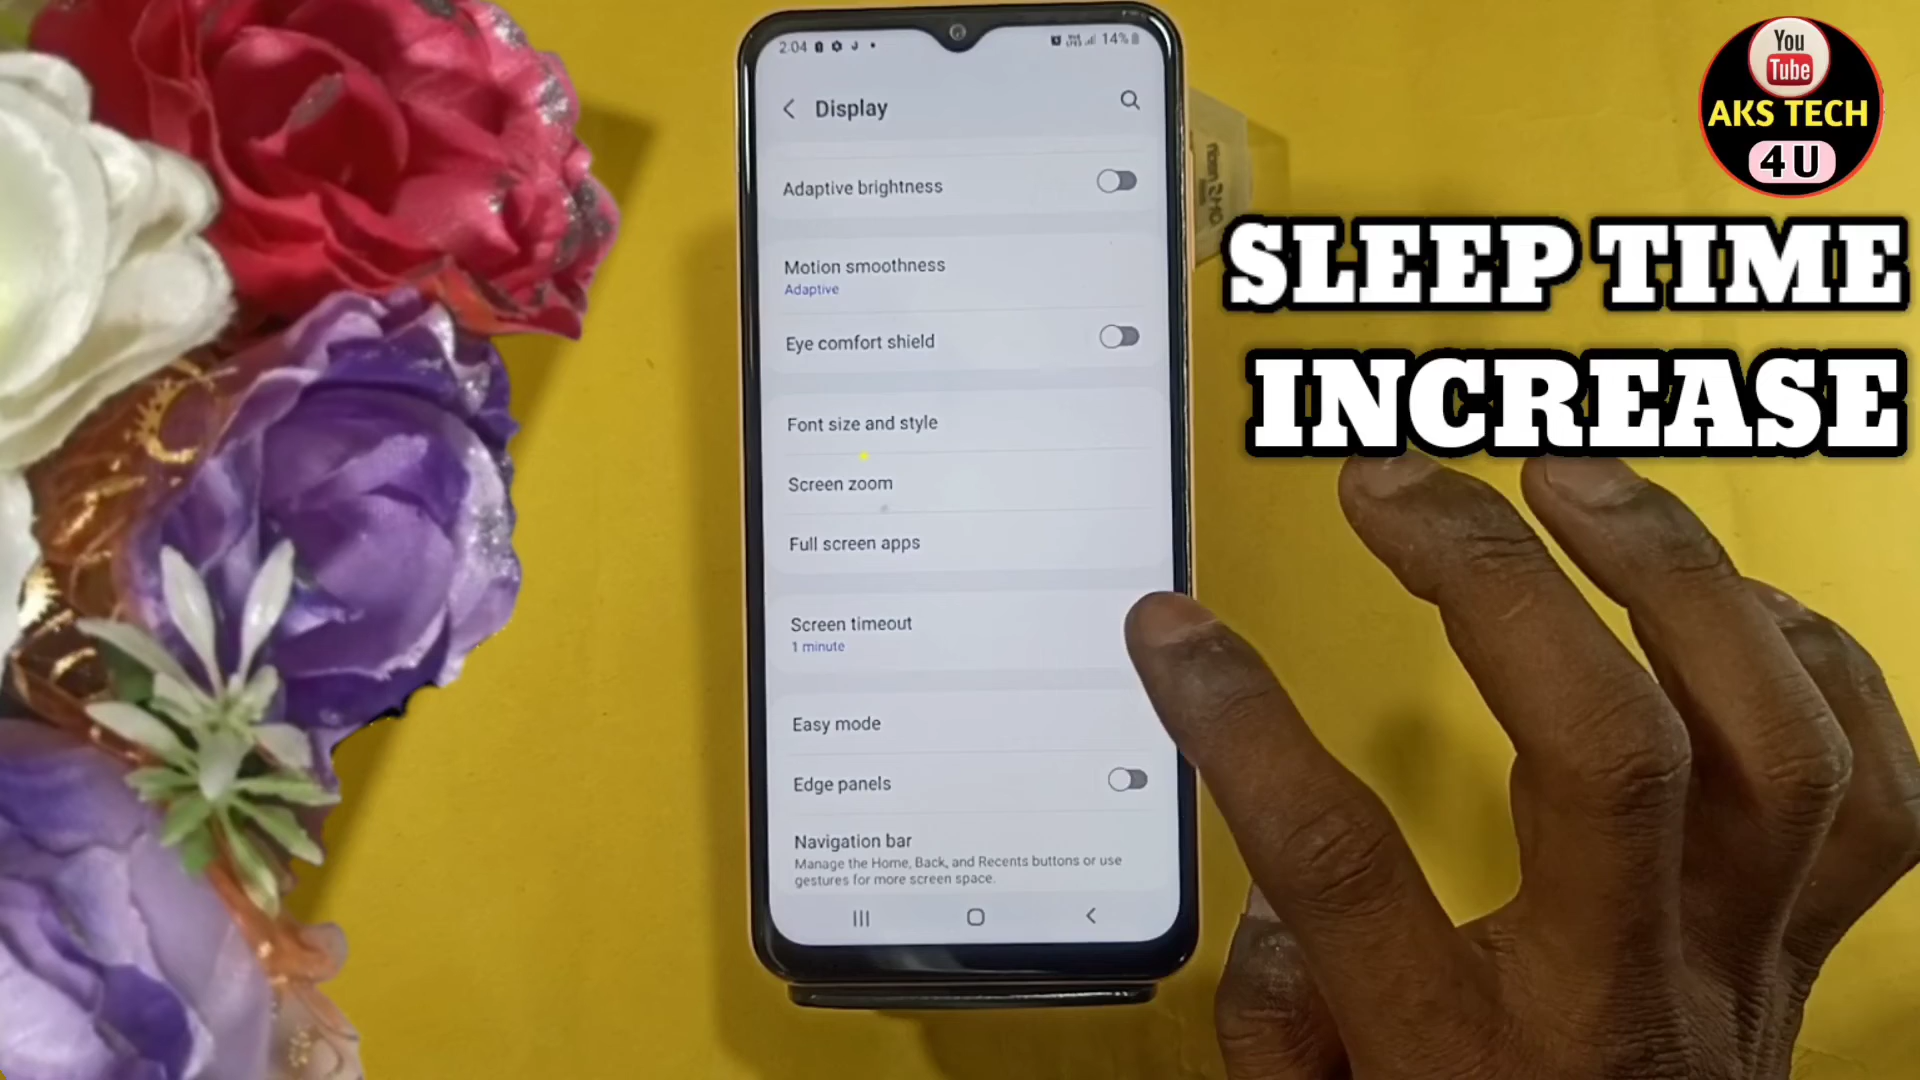 2:04
14%
Display
Adaptive brightness
Motion smoothness
Adaptive
Eye comfort shield
Font size and style
Screen zoom
Full screen apps
Screen timeout
1 minute
Easy mode
Edge panels
Navigation bar
Manage the Home, Back, and Recents buttons or use
gestures for more screen space.
You
Tube
AKS TECH
4 U
SLEEP TIME
INCREASE